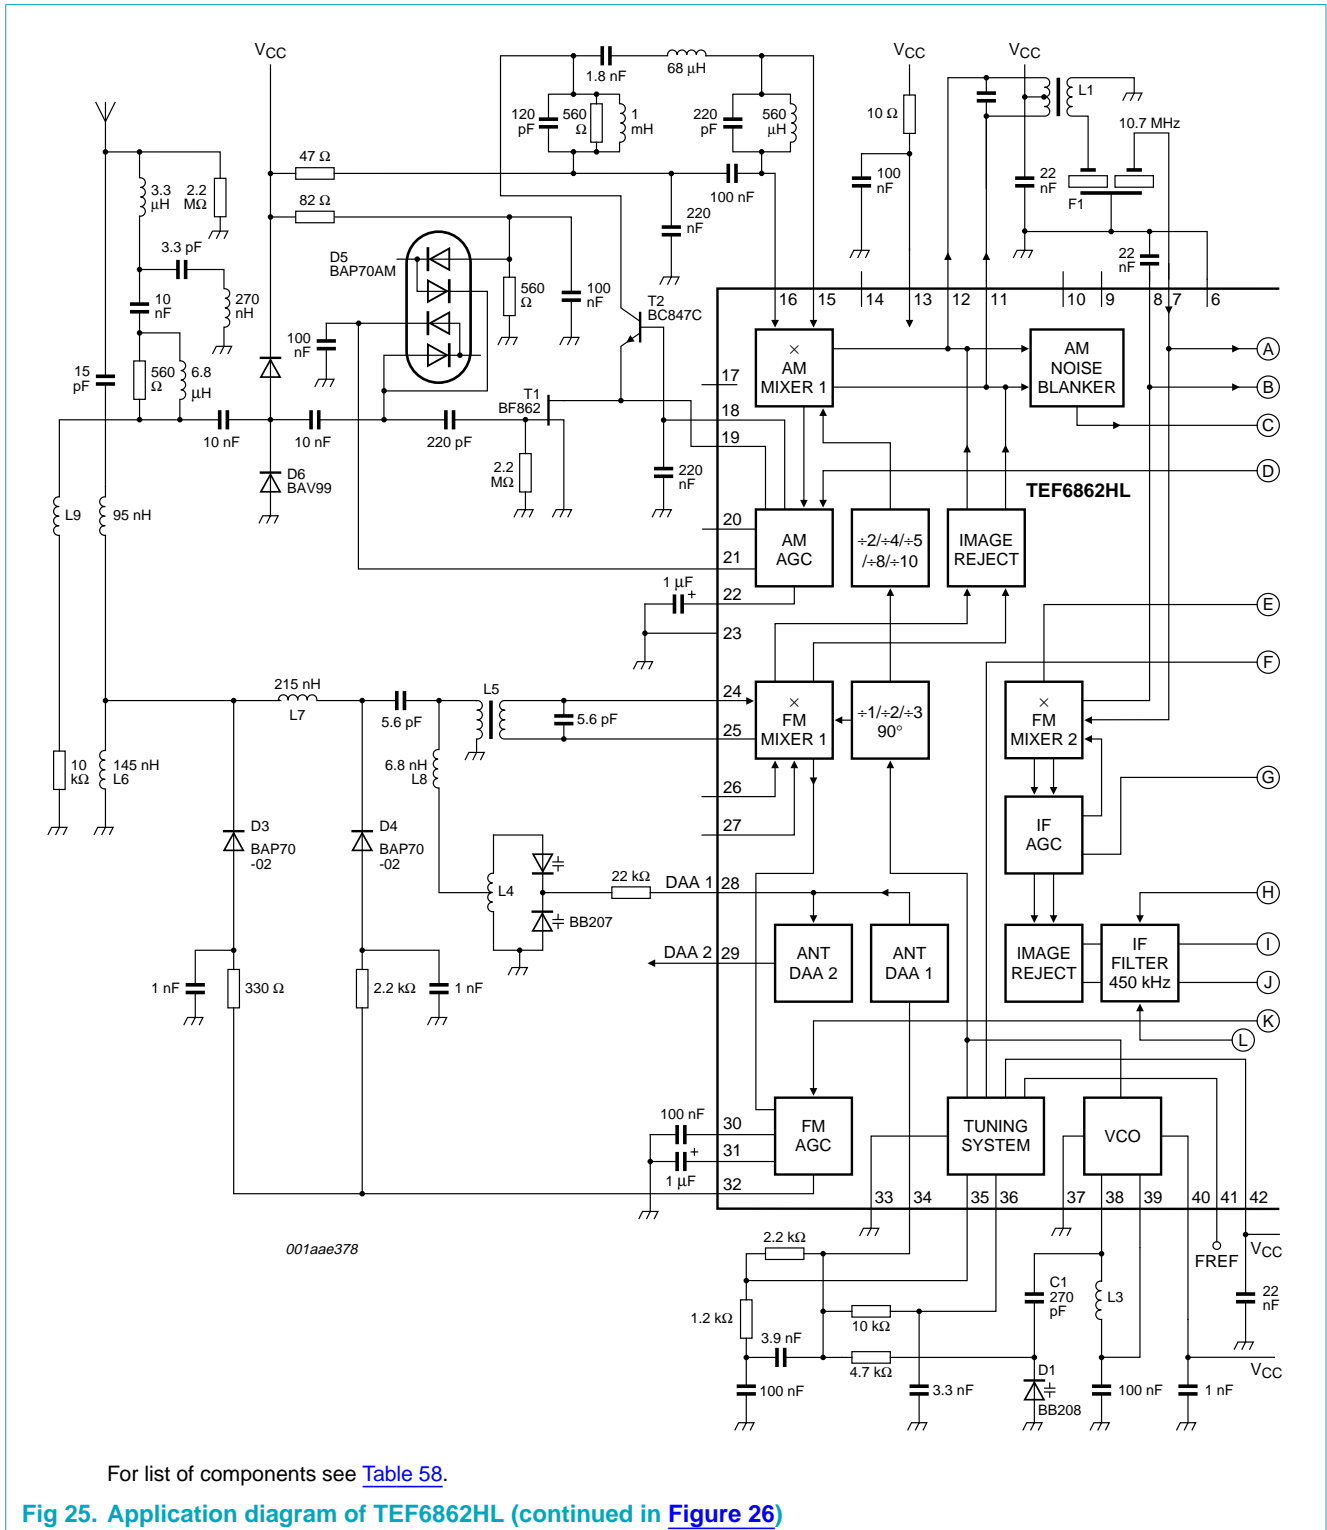 VCC
VCC
VCC
1.8 nF
68 μH
120 pF
560 Ω
1 mH
220 pF
560 μH
10 Ω
L1
10.7 MHz
47 Ω
100 nF
100 nF
22 nF
F1
3.3 μH
2.2 MΩ
82 Ω
220 nF
22 nF
3.3 pF
D5
BAP70AM
10 nF
270 nH
560 Ω
100 nF
T2
BC847C
100 nF
16
15
14
13
12
11
10
9
8
7
6
15 pF
560 Ω
6.8 μH
× AM MIXER 1
AM NOISE BLANKER
A
B
C
17
T1
BF862
18
10 nF
10 nF
220 pF
19
D6
BAV99
2.2 MΩ
220 nF
D
TEF6862HL
L9
95 nH
20
AM AGC
÷2/÷4/÷5
/÷8/÷10
IMAGE REJECT
21
1 μF
+
22
E
23
F
215 nH
L7
L5
24
5.6 pF
5.6 pF
× FM MIXER 1
÷1/÷2/÷3
90°
× FM MIXER 2
25
10 kΩ
145 nH
L6
6.8 nH
L8
26
G
D3
BAP70
-02
D4
BAP70
-02
27
IF AGC
22 kΩ
DAA 1
28
L4
BB207
H
DAA 2
29
ANT DAA 2
ANT DAA 1
IMAGE REJECT
IF FILTER 450 kHz
I
J
1 nF
330 Ω
2.2 kΩ
1 nF
K
L
100 nF
30
FM AGC
TUNING SYSTEM
VCO
31
+
1 μF
32
33
34
35
36
37
38
39
40
41
42
001aae378
2.2 kΩ
FREF
VCC
C1
270 pF
L3
22 nF
1.2 kΩ
10 kΩ
3.9 nF
4.7 kΩ
VCC
D1
100 nF
3.3 nF
BB208
100 nF
1 nF
For list of components see Table 58.
Fig 25. Application diagram of TEF6862HL (continued in Figure 26)